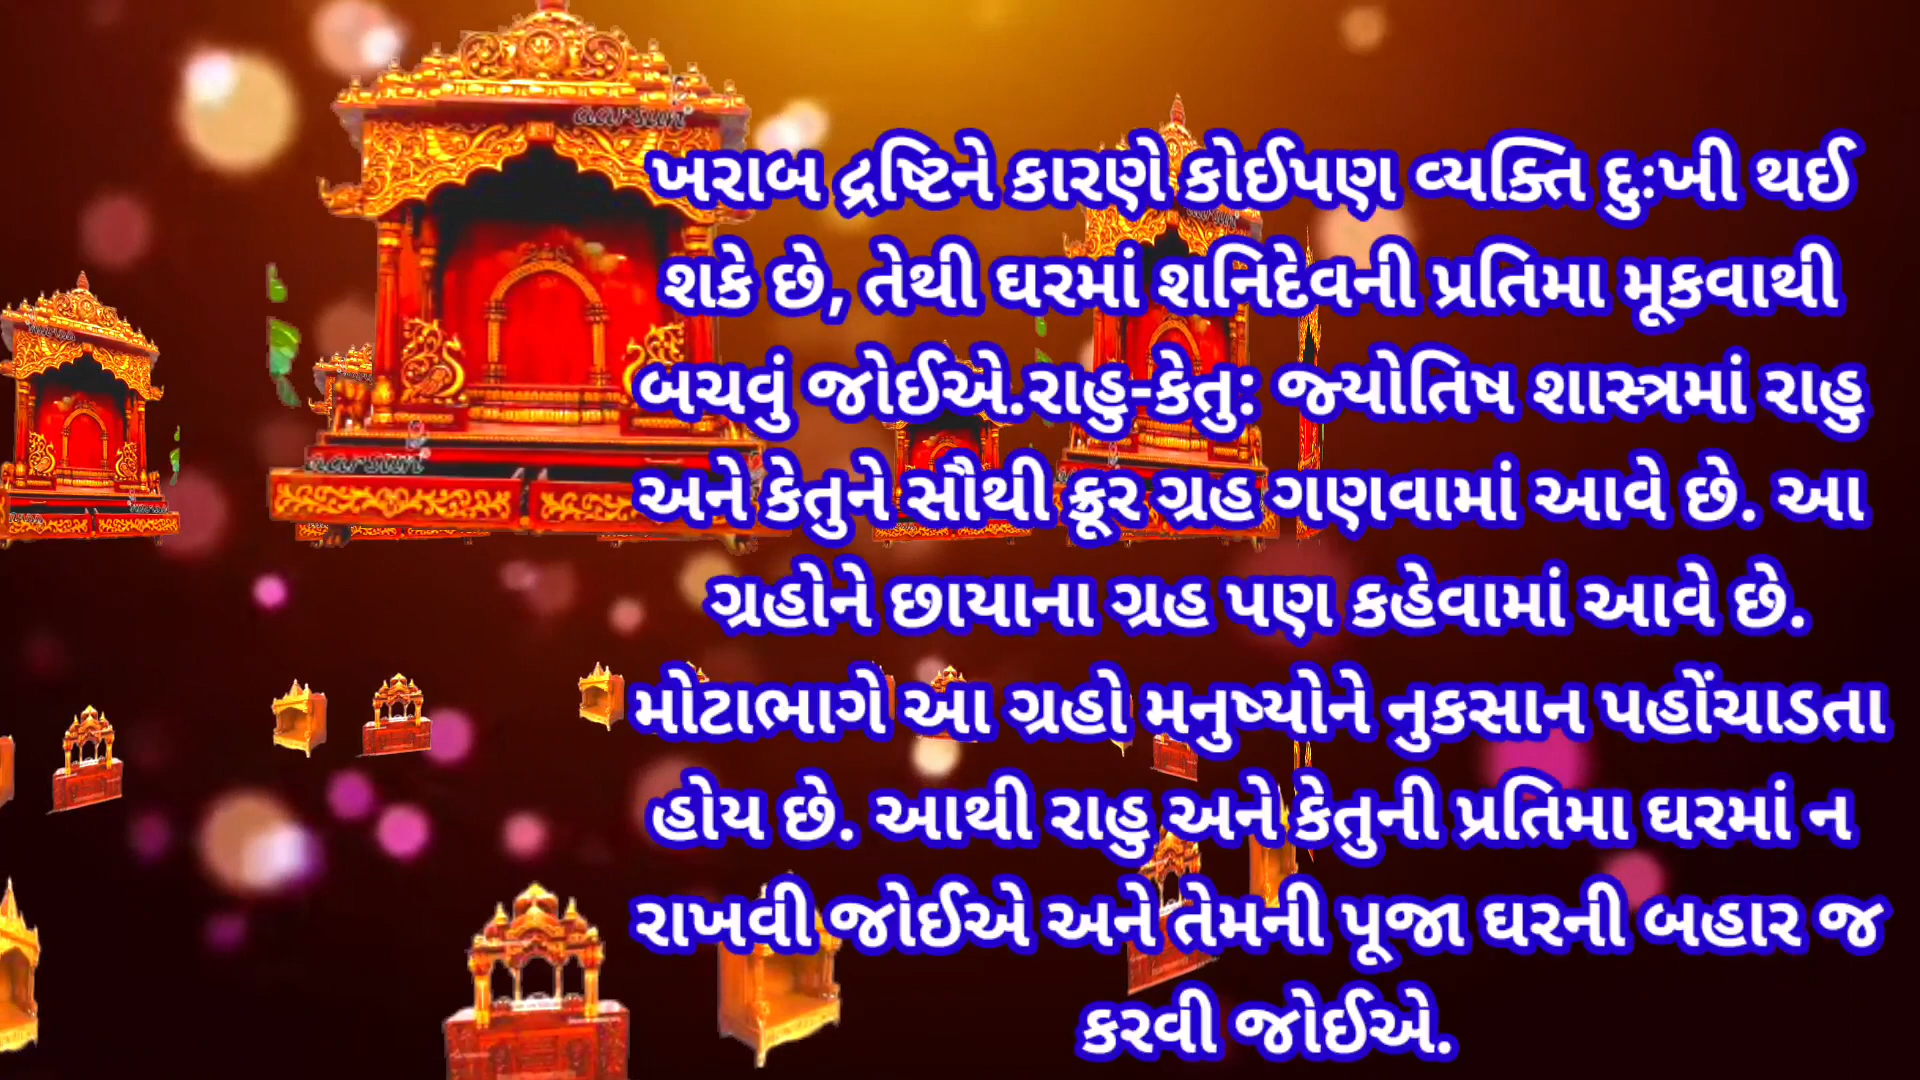 ખરાબ દ્રષ્ટિને કારણે કોઈપણ વ્યક્તિ દુઃખી થઈ
શકે છે, તેથી ઘરમાં શનિદેવની પ્રતિમા મૂકવાથી
બચવું જોઈએ.રાહુ-કેતુ: જ્યોતિષ શાસ્ત્રમાં રાહુ
અને કેતુને સૌથી ક્રૂર ગ્રહ ગણવામાં આવે છે. આ
ગ્રહોને છાયાના ગ્રહ પણ કહેવામાં આવે છે.
મોટાભાગે આ ગ્રહો મનુષ્યોને નુકસાન પહોંચાડતા
હોય છે. આથી રાહુ અને કેતુની પ્રતિમા ઘરમાં ન
રાખવી જોઈએ અને તેમની પૂજા ઘરની બહાર જ
કરવી જોઈએ.
aarsun
aarsun